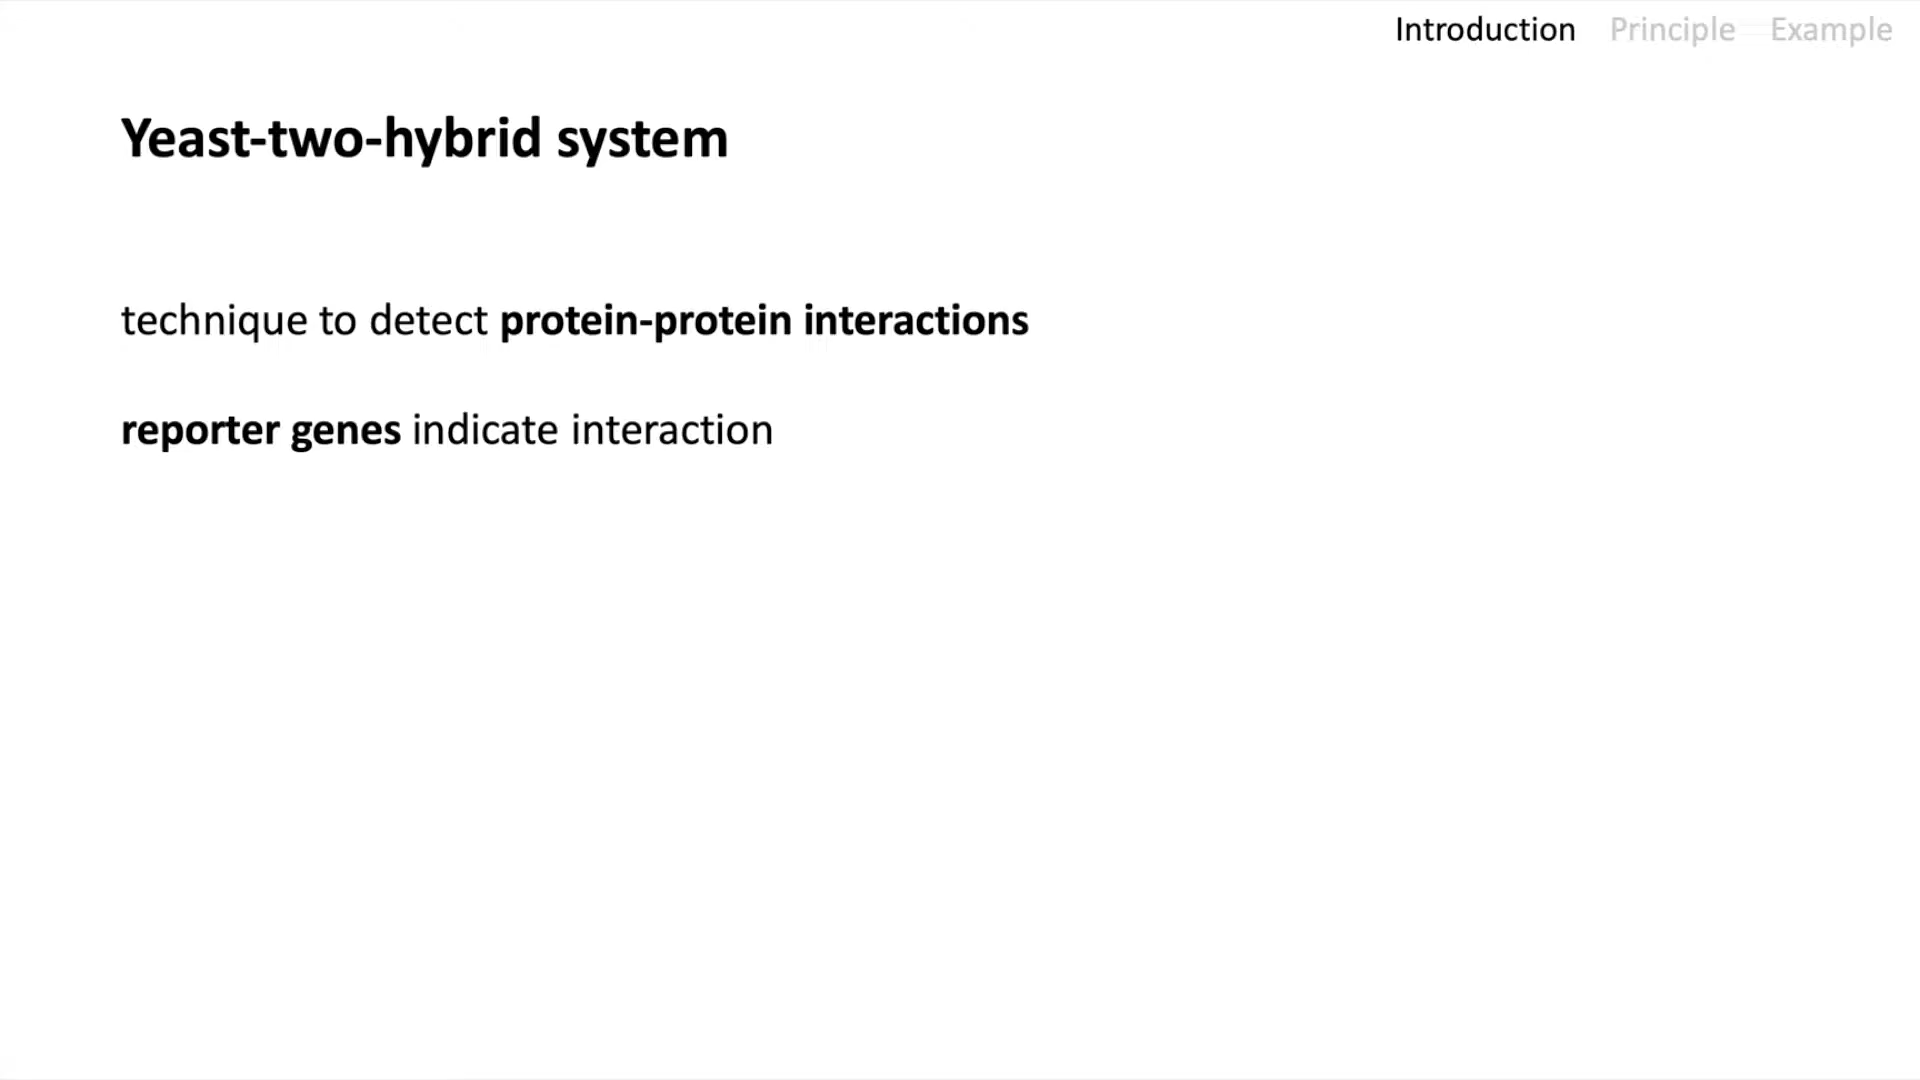 Introduction Principle Example
Yeast-two-hybrid system
technique to detect protein-protein interactions
reporter genes indicate interaction